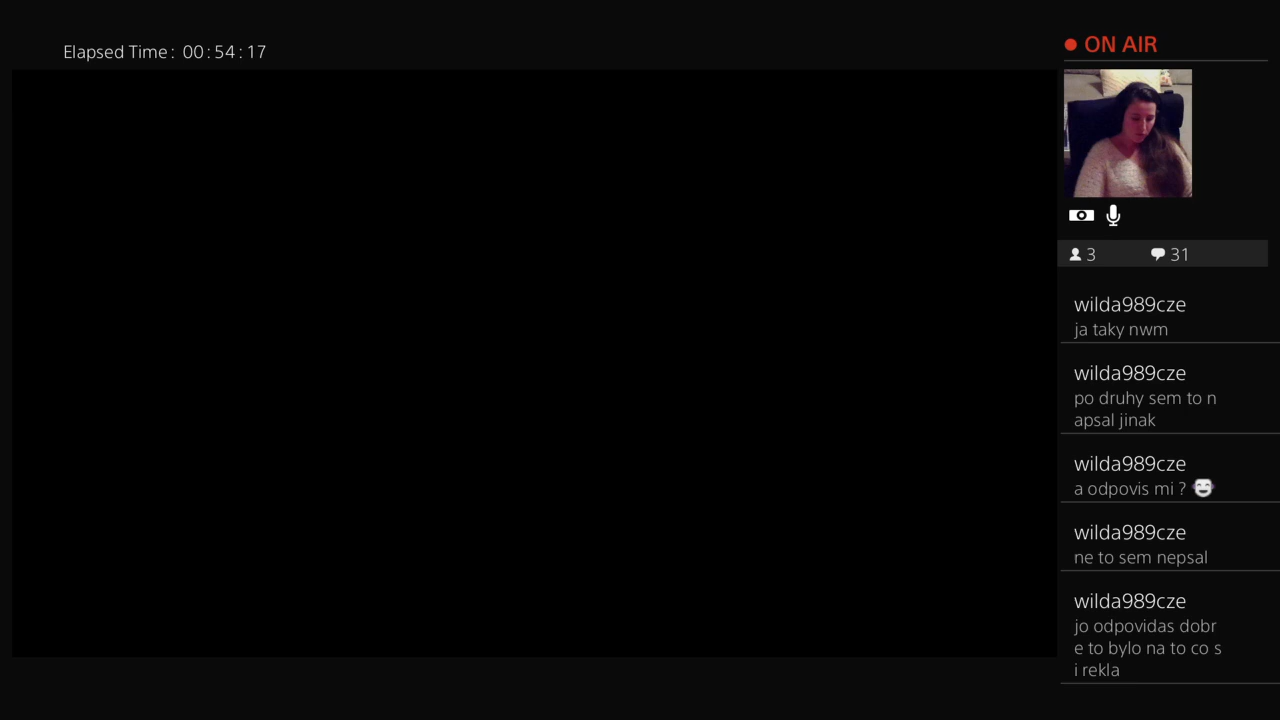 Elapsed Time: 00:54:17
ON AIR
3 31
wilda989cze
ja taky nwm
wilda989cze
po druhy sem to n
apsal jinak
wilda989cze
a odpovis mi ?
wilda989cze
ne to sem nepsal
wilda989cze
jo odpovidas dobr
e to bylo na to co s
i rekla